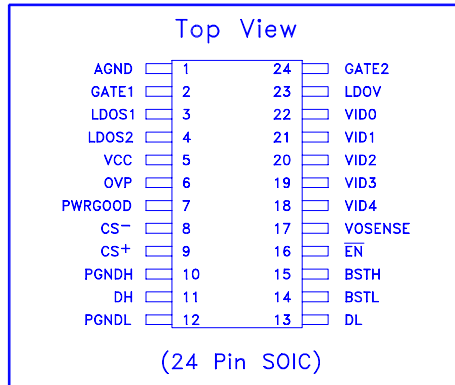 Top View
AGND 1 24 GATE2
GATE1 2 23 LDOV
LDOS1 3 22 VID0
LDOS2 4 21 VID1
VCC 5 20 VID2
OVP 6 19 VID3
PWRGOOD 7 18 VID4
CS− 8 17 VOSENSE
CS+ 9 16 E̅N̅
PGNDH 10 15 BSTH
DH 11 14 BSTL
PGNDL 12 13 DL
(24 Pin SOIC)